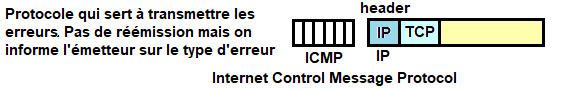 Protocole qui sert à transmettre les
erreurs. Pas de réémission mais on
informe l'émetteur sur le type d'erreur
header
IP TCP
ICMP
IP
Internet Control Message Protocol